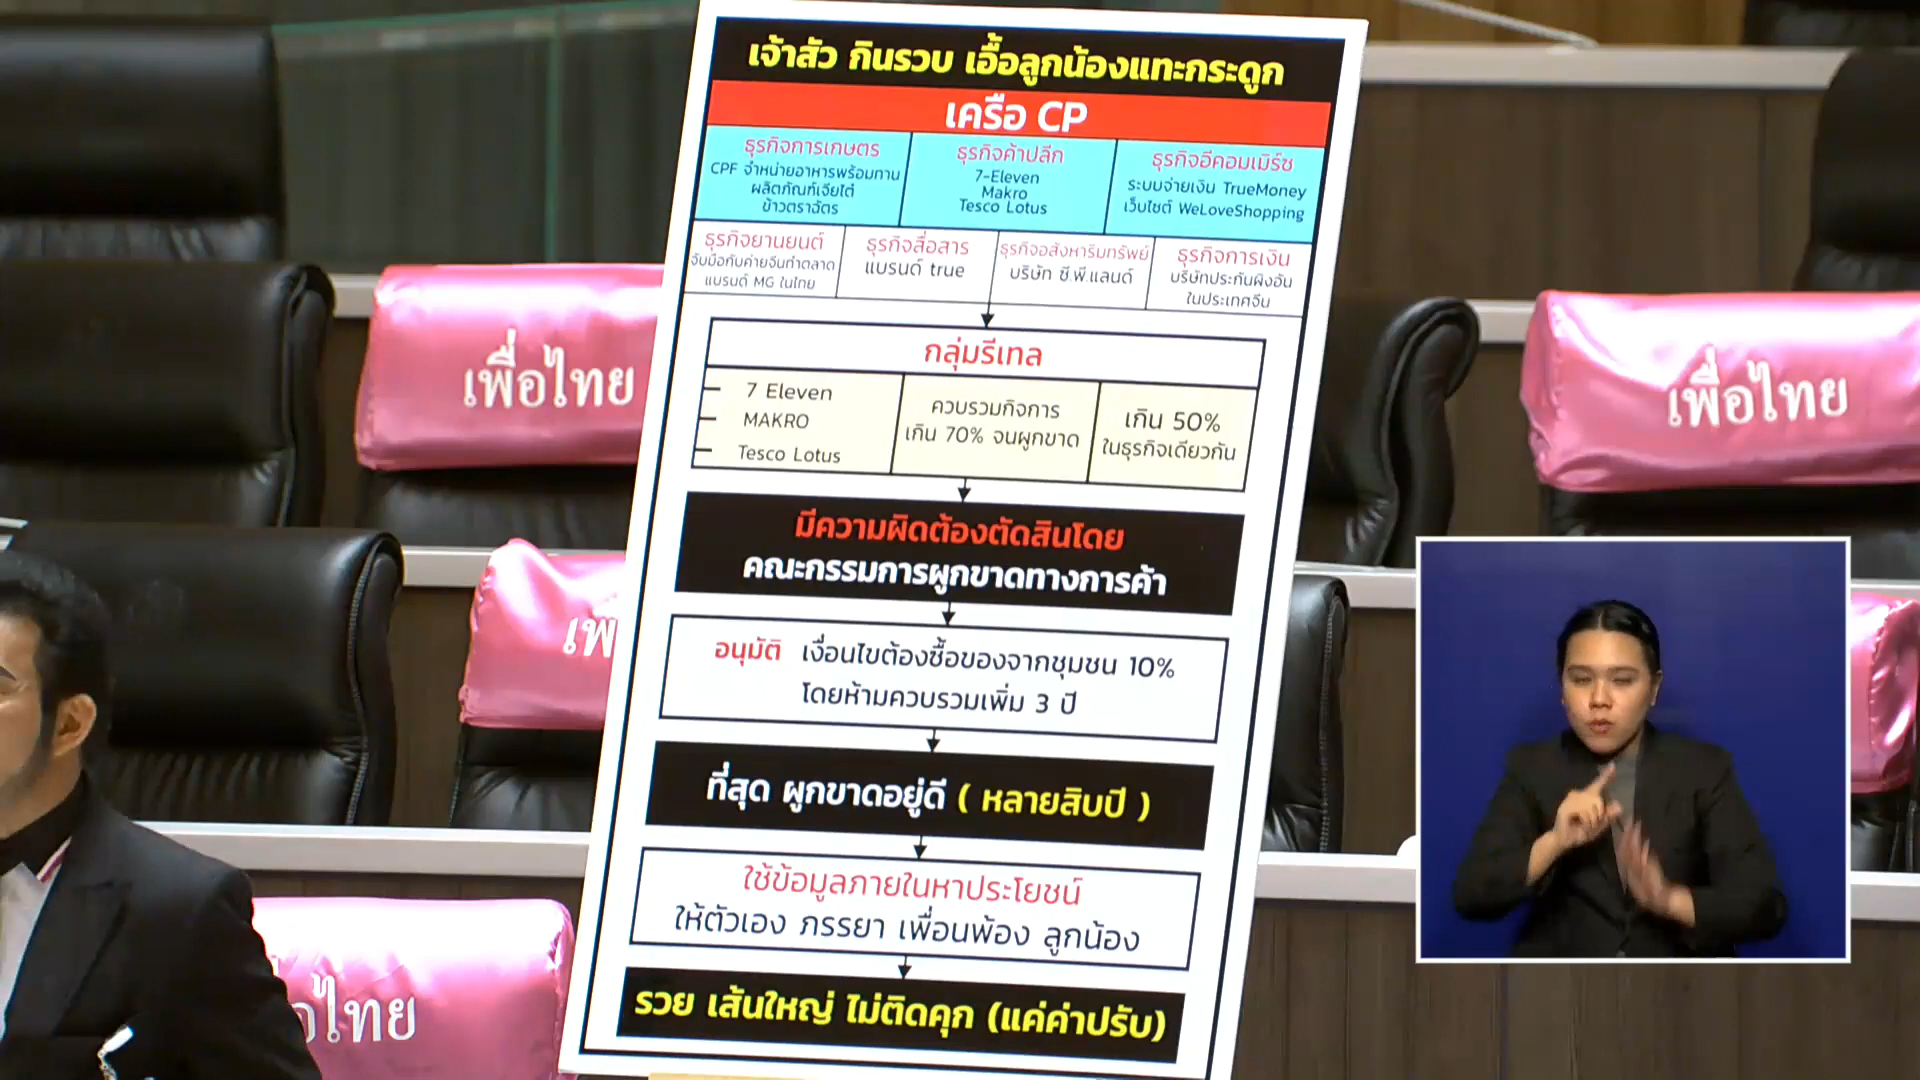 เจ้าสัว กินรวบ เอื้อลูกน้องแทะกระดูก
เครือ CP
ธุรกิจการเกษตร
CPF จำหน่ายอาหารพร้อมทาน
ผลิตภัณฑ์เจียไต๋
ข้าวตราฉัตร
ธุรกิจค้าปลีก
7-Eleven
Makro
Tesco Lotus
ธุรกิจอีคอมเมิร์ซ
ระบบจ่ายเงิน TrueMoney
เว็บไซต์ WeLoveShopping
ธุรกิจยานยนต์
จับมือกับค่ายจีนทำตลาด
แบรนด์ MG ในไทย
ธุรกิจสื่อสาร
แบรนด์ true
ธุรกิจอสังหาริมทรัพย์
บริษัท ซี.พี.แลนด์
ธุรกิจการเงิน
บริษัทประกันผิงอัน
ในประเทศจีน
กลุ่มรีเทล
7 Eleven
MAKRO
Tesco Lotus
ควบรวมกิจการ
เกิน 70% จนผูกขาด
เกิน 50%
ในธุรกิจเดียวกัน
มีความผิดต้องตัดสินโดย
คณะกรรมการผูกขาดทางการค้า
อนุมัติ เงื่อนไขต้องซื้อของจากชุมชน 10%
โดยห้ามควบรวมเพิ่ม 3 ปี
ที่สุด ผูกขาดอยู่ดี ( หลายสิบปี )
ใช้ข้อมูลภายในหาประโยชน์
ให้ตัวเอง ภรรยา เพื่อนพ้อง ลูกน้อง
รวย เส้นใหญ่ ไม่ติดคุก (แค่ค่าปรับ)
เพื่อไทย
เพื่อไทย
เพ
อไทย